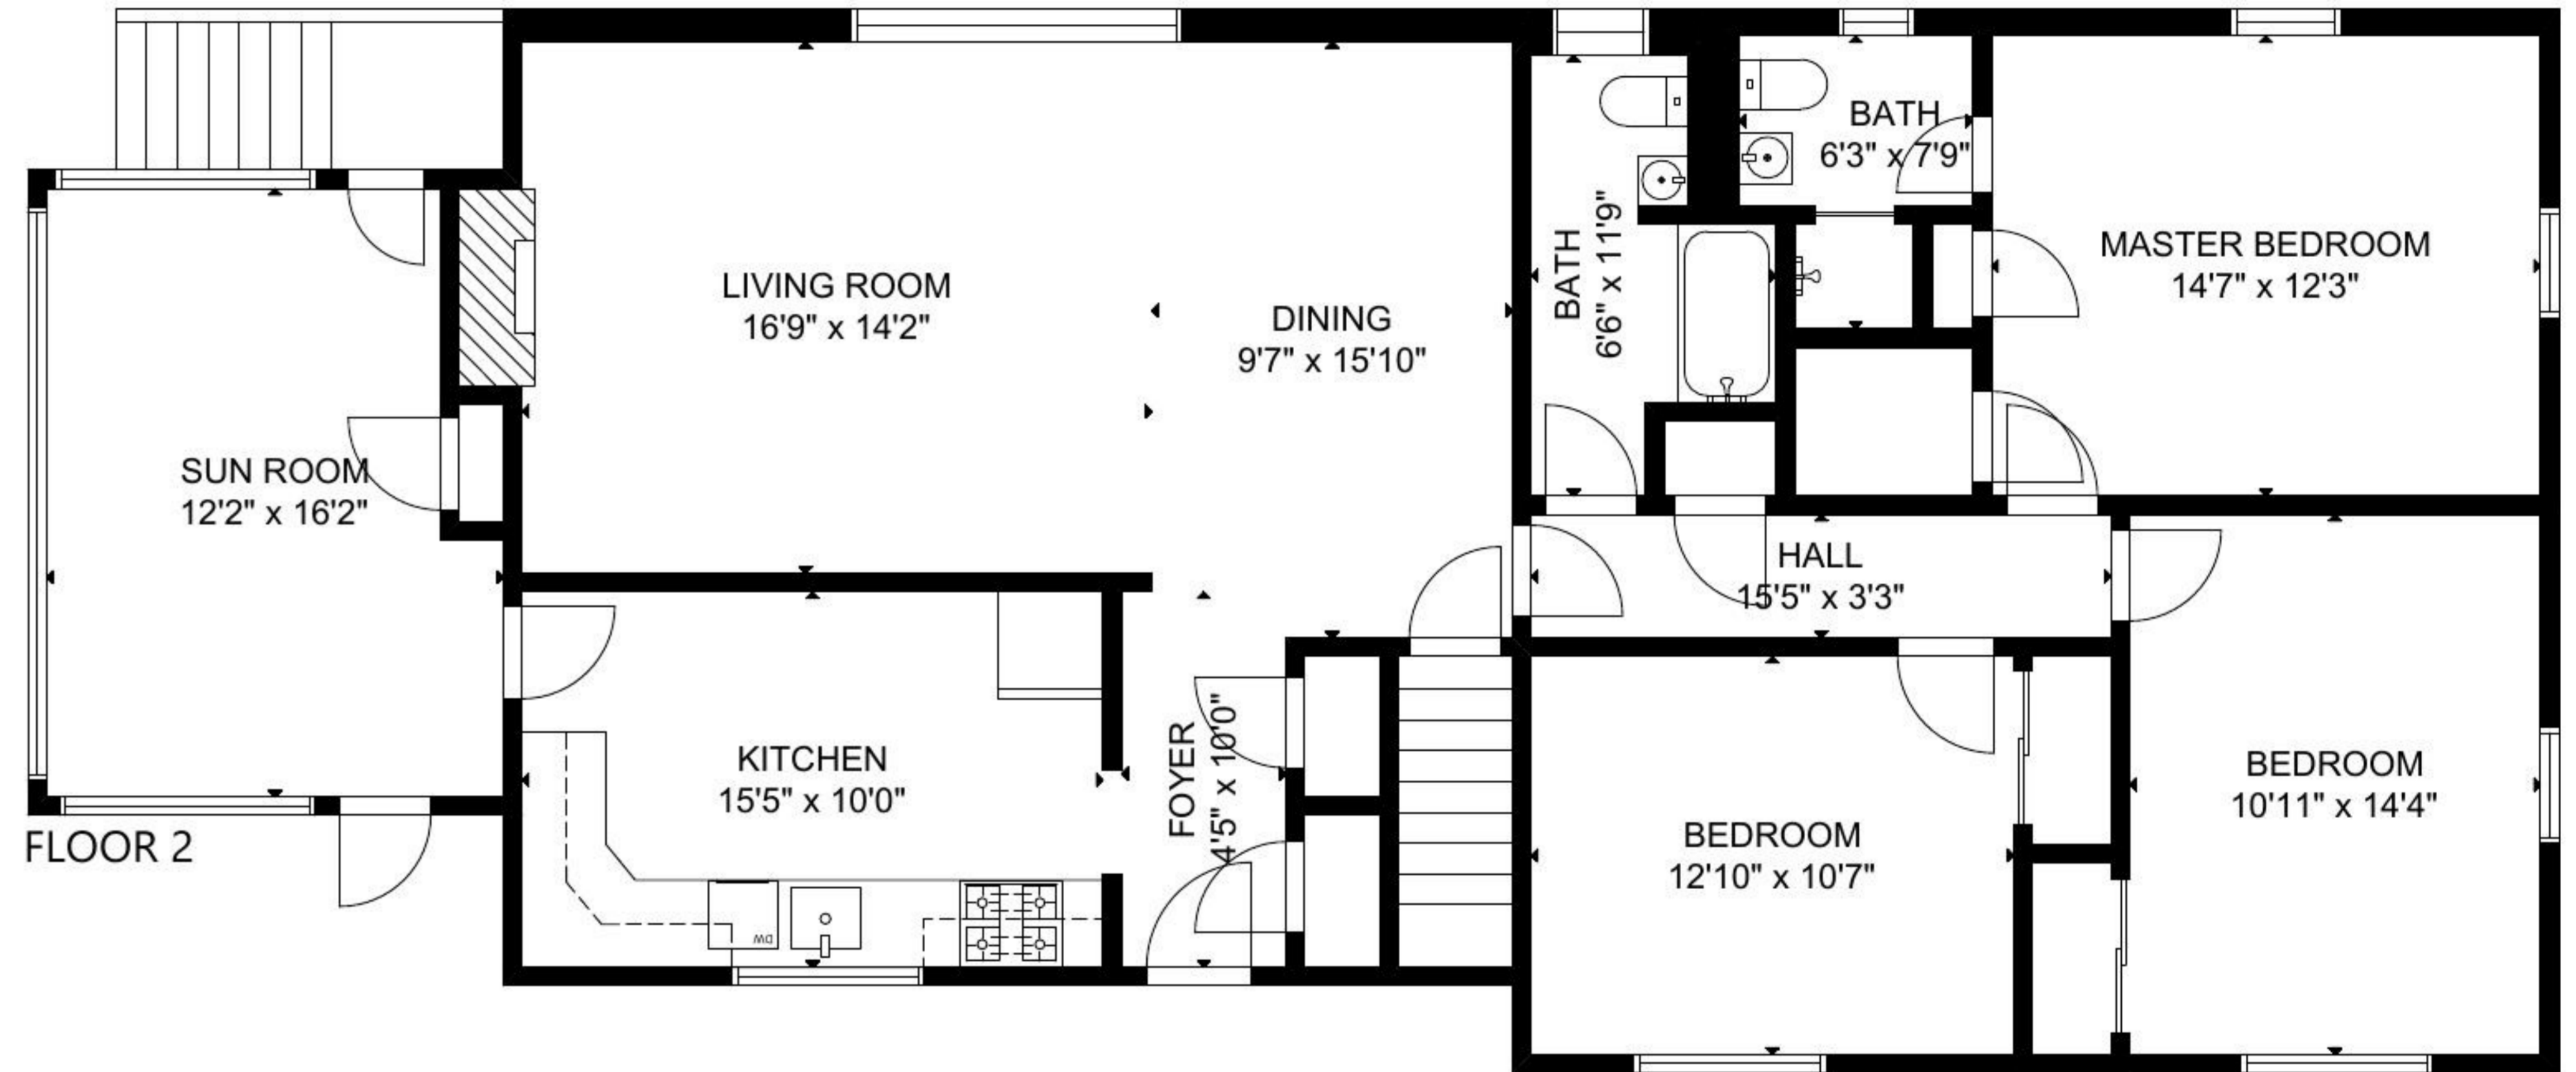 BATH
6'3" x 7'9"
LIVING ROOM
16'9" x 14'2"
DINING
9'7" x 15'10"
BATH
6'6" x 11'9"
MASTER BEDROOM
14'7" x 12'3"
SUN ROOM
12'2" x 16'2"
HALL
15'5" x 3'3"
KITCHEN
15'5" x 10'0"
FOYER
4'5" x 10'0"
BEDROOM
12'10" x 10'7"
BEDROOM
10'11" x 14'4"
FLOOR 2
DW